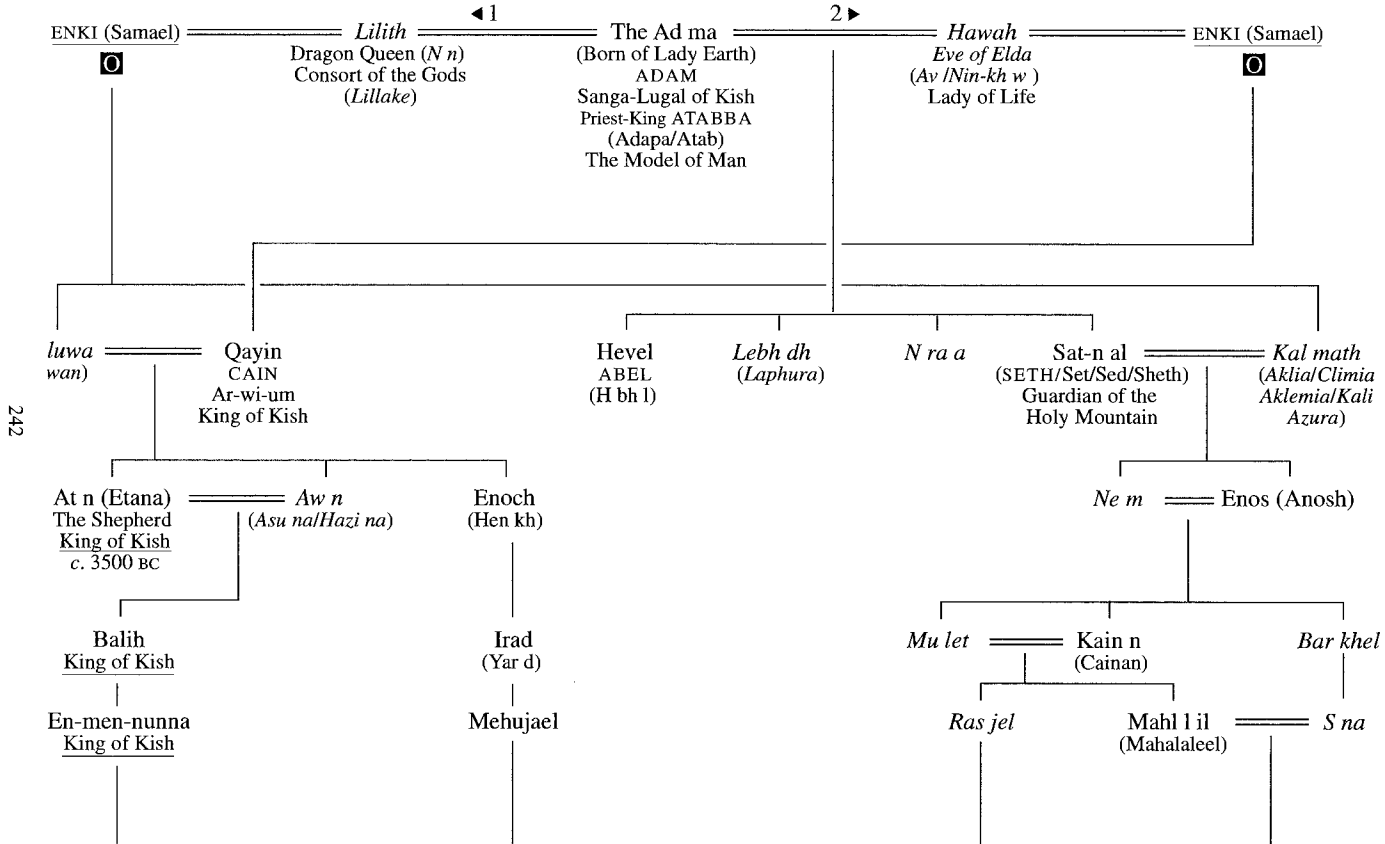 ◄ 1 2 ►
ENKI (Samael) Lilith The Ad ma Hawah ENKI (Samael)
O Dragon Queen (N n) (Born of Lady Earth) Eve of Elda O
Consort of the Gods ADAM (Av /Nin-kh w )
(Lillake) Sanga-Lugal of Kish Lady of Life
Priest-King ATABBA
(Adapa/Atab)
The Model of Man
luwa Qayin Hevel Lebh dh N ra a Sat-n al Kal math
wan) CAIN ABEL (Laphura) (SETH/Set/Sed/Sheth) (Aklia/Climia
Ar-wi-um (H bh l) Guardian of the Aklemia/Kali
King of Kish Holy Mountain Azura)
242
At n (Etana) Aw n Enoch Ne m Enos (Anosh)
The Shepherd (Asu na/Hazi na) (Hen kh)
King of Kish
c. 3500 BC
Balih Irad Mu let Kain n Bar khel
King of Kish (Yar d) (Cainan)
En-men-nunna Mehujael Ras jel Mahl l il S na
King of Kish (Mahalaleel)